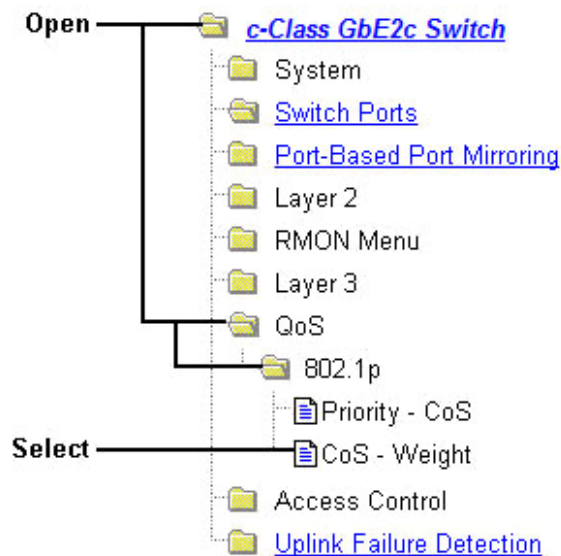 Open c-Class GbE2c Switch
System
Switch Ports
Port-Based Port Mirroring
Layer 2
RMON Menu
Layer 3
QoS
802.1p
Priority - CoS
Select CoS - Weight
Access Control
Uplink Failure Detection